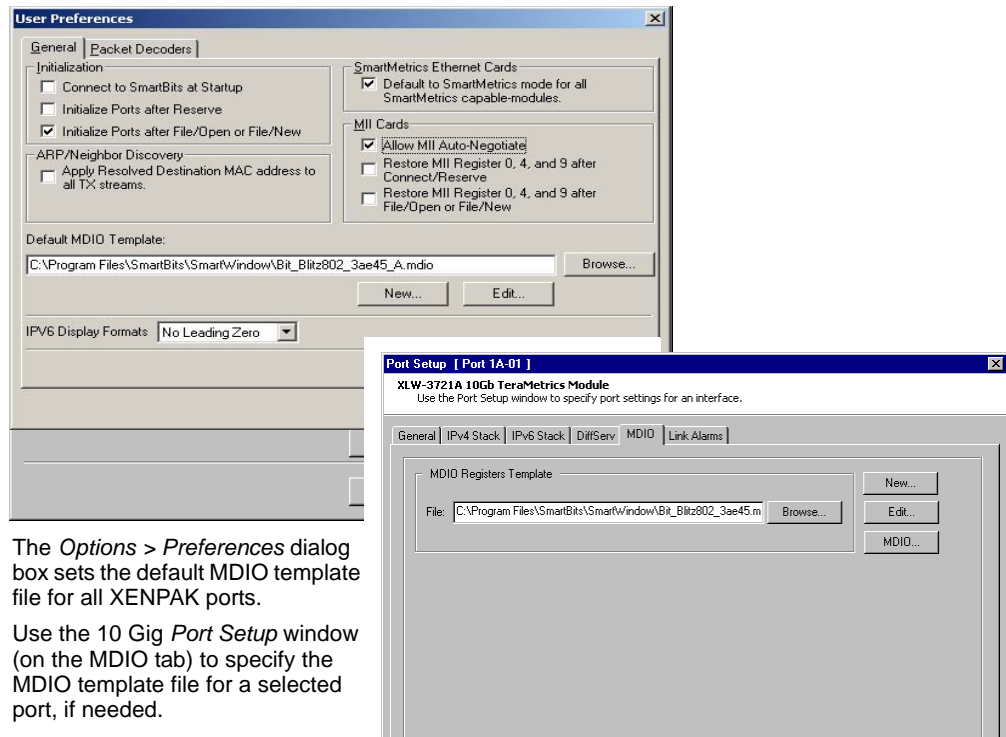 User Preferences
General
Packet Decoders
Initialization
Connect to SmartBits at Startup
Initialize Ports after Reserve
Initialize Ports after File/Open or File/New
ARP/Neighbor Discovery
Apply Resolved Destination MAC address to
all TX streams.
SmartMetrics Ethernet Cards
Default to SmartMetrics mode for all
SmartMetrics capable-modules.
MII Cards
Allow MII Auto-Negotiate
Restore MII Register 0, 4, and 9 after
Connect/Reserve
Restore MII Register 0, 4, and 9 after
File/Open or File/New
Default MDIO Template:
C:\Program Files\SmartBits\SmartWindow\Bit_Blitz802_3ae45_A.mdio
Browse...
New...
Edit...
IPV6 Display Formats
No Leading Zero
Port Setup [ Port 1A-01 ]
XLW-3721A 10Gb TeraMetrics Module
Use the Port Setup window to specify port settings for an interface.
General
IPv4 Stack
IPv6 Stack
DiffServ
MDIO
Link Alarms
MDIO Registers Template
File:
C:\Program Files\SmartBits\SmartWindow\Bit_Blitz802_3ae45.m
Browse...
New...
Edit...
MDIO...
The Options > Preferences dialog
box sets the default MDIO template
file for all XENPAK ports.
Use the 10 Gig Port Setup window
(on the MDIO tab) to specify the
MDIO template file for a selected
port, if needed.